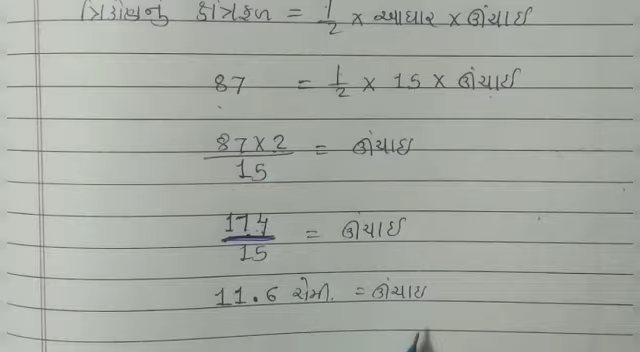 ત્રિકોણનું ક્ષેત્રફળ = 1/2 × આધાર × ઊંચાઈ
87 = 1/2 × 15 × ઊંચાઈ
87 × 2 / 15 = ઊંચાઈ
174 / 15 = ઊંચાઈ
11.6 સેમી. = ઊંચાઈ